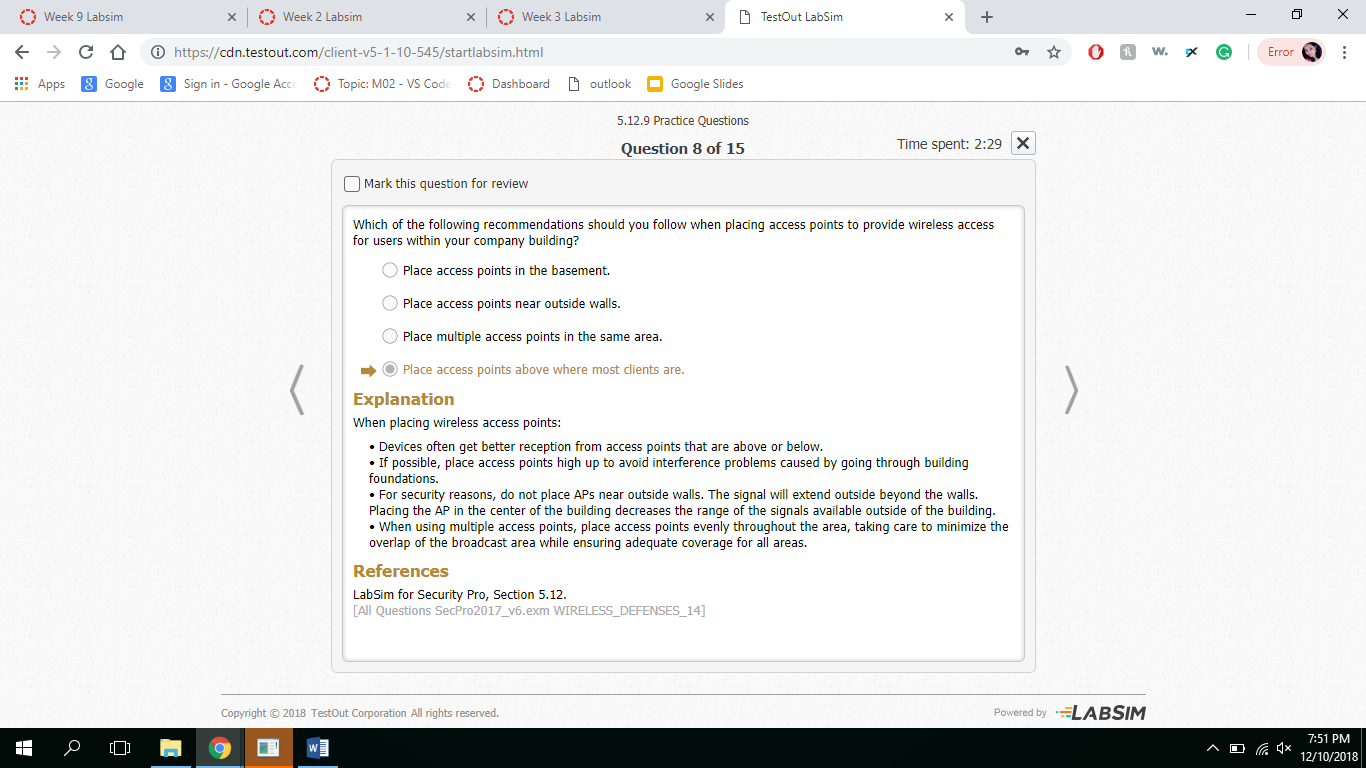 Week 9 Labsim
Week 2 Labsim
Week 3 Labsim
TestOut LabSim
https://cdn.testout.com/client-v5-1-10-545/startlabsim.html
Error
Apps
Google
Sign in - Google Acco
Topic: M02 - VS Code
Dashboard
outlook
Google Slides
5.12.9 Practice Questions
Question 8 of 15
Time spent: 2:29
Mark this question for review
Which of the following recommendations should you follow when placing access points to provide wireless access
for users within your company building?
Place access points in the basement.
Place access points near outside walls.
Place multiple access points in the same area.
Place access points above where most clients are.
Explanation
When placing wireless access points:
• Devices often get better reception from access points that are above or below.
• If possible, place access points high up to avoid interference problems caused by going through building
foundations.
• For security reasons, do not place APs near outside walls. The signal will extend outside beyond the walls.
Placing the AP in the center of the building decreases the range of the signals available outside of the building.
• When using multiple access points, place access points evenly throughout the area, taking care to minimize the
overlap of the broadcast area while ensuring adequate coverage for all areas.
References
LabSim for Security Pro, Section 5.12.
[All Questions SecPro2017_v6.exm WIRELESS_DEFENSES_14]
Copyright © 2018 TestOut Corporation All rights reserved.
Powered by LABSIM
7:51 PM
12/10/2018